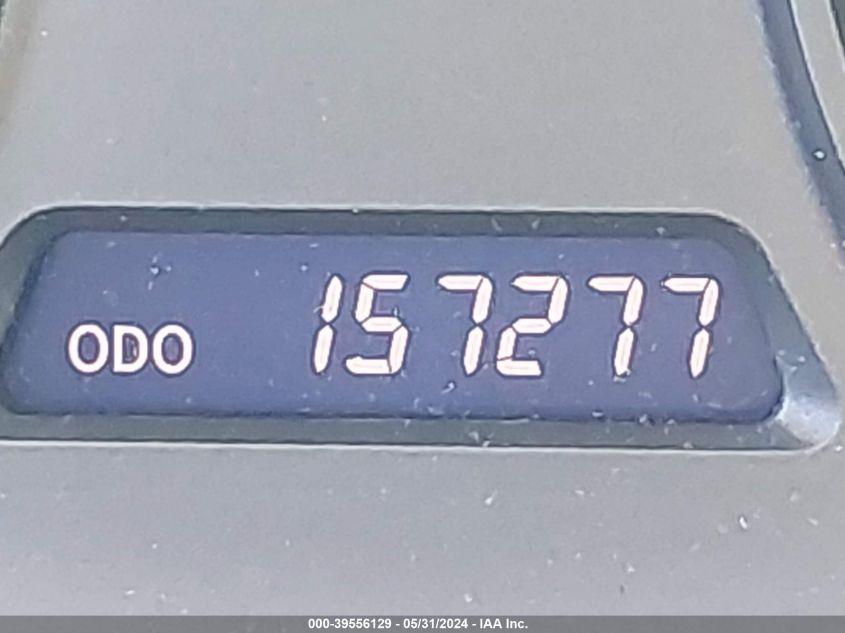 ODO 157277
000-39556129 - 05/31/2024 - IAA Inc.